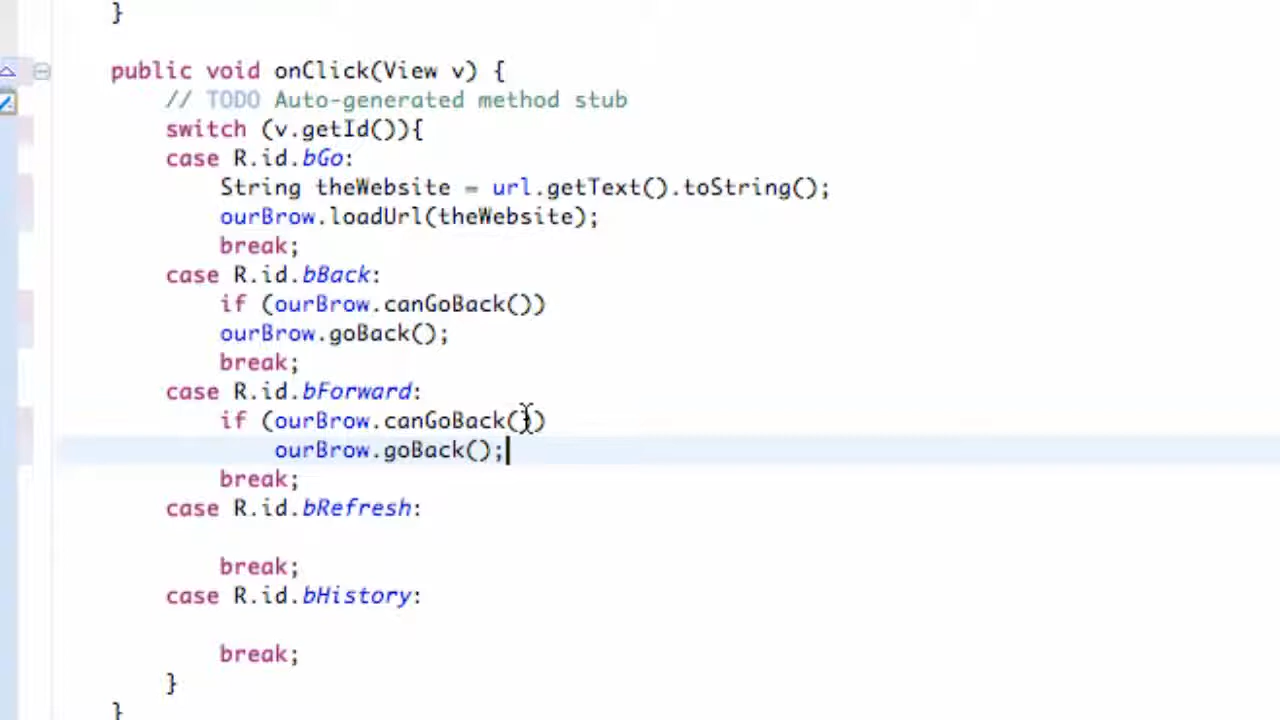 }
public void onClick(View v) {
// TODO Auto-generated method stub
switch (v.getId()){
case R.id.bGo:
String theWebsite = url.getText().toString();
ourBrow.loadUrl(theWebsite);
break;
case R.id.bBack:
if (ourBrow.canGoBack())
ourBrow.goBack();
break;
case R.id.bForward:
if (ourBrow.canGoBack())
ourBrow.goBack();
break;
case R.id.bRefresh:
break;
case R.id.bHistory:
break;
}
}